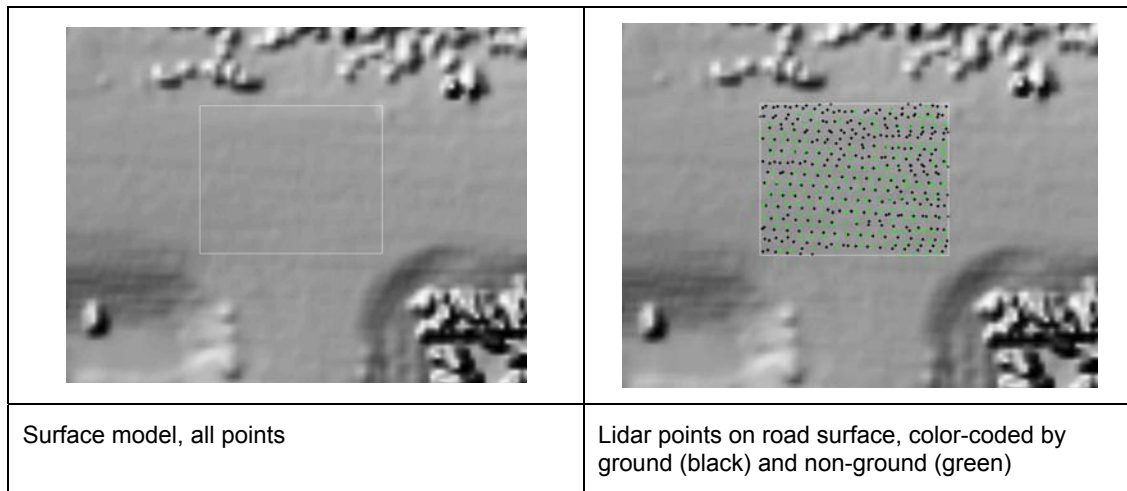 Surface model, all points
Lidar points on road surface, color-coded by
ground (black) and non-ground (green)